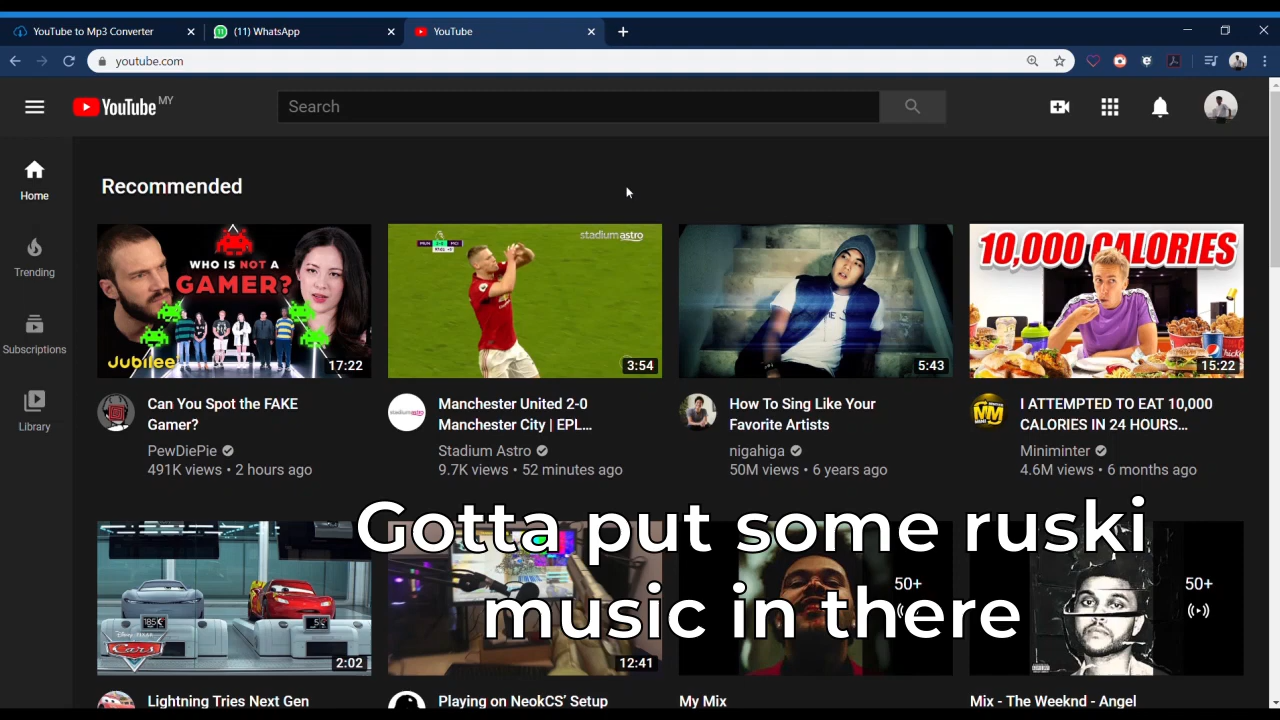 YouTube to Mp3 Converter
(11) WhatsApp
YouTube
youtube.com
YouTube MY
Search
Home
Trending
Subscriptions
Library
Recommended
WHO IS NOT A
GAMER?
Jubilee
17:22
stadiumastro
3:54
5:43
10,000 CALORIES
15:22
Can You Spot the FAKE
Gamer?
PewDiePie
491K views • 2 hours ago
Manchester United 2-0
Manchester City | EPL...
Stadium Astro
9.7K views • 52 minutes ago
How To Sing Like Your
Favorite Artists
nigahiga
50M views • 6 years ago
I ATTEMPTED TO EAT 10,000
CALORIES IN 24 HOURS...
Miniminter
4.6M views • 6 months ago
Gotta put some ruski
music in there
Disney PIXAR
Cars
2:02
12:41
50+
50+
Lightning Tries Next Gen
Playing on NeokCS' Setup
My Mix
Mix - The Weeknd - Angel